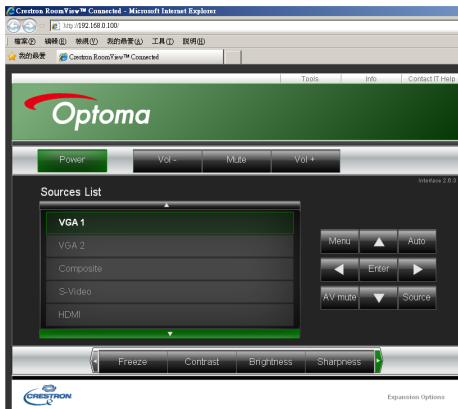 Crestron RoomView™ Connected - Microsoft Internet Explorer
http://192.168.0.100/
檔案(F) 編輯(E) 檢視(V) 我的最愛(A) 工具(T) 說明(H)
我的最愛 Crestron RoomView™ Connected
Tools Info Contact IT Help
Optoma
Power Vol - Mute Vol +
Interface 2.6.3
Sources List
VGA 1
VGA 2
Composite
S-Video
HDMI
Menu Auto
Enter
AV mute Source
Freeze Contrast Brightness Sharpness
CRESTRON
Expansion Options